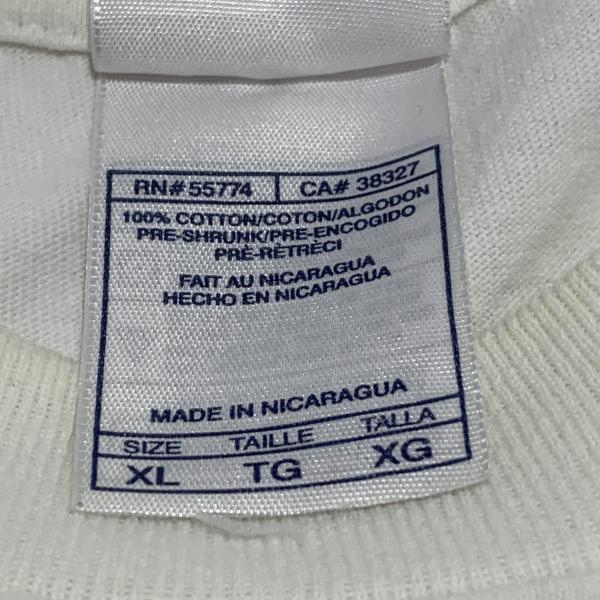 RN# 55774 CA# 38327
100% COTTON/COTON/ALGODON
PRE-SHRUNK/PRE-ENCOGIDO
PRÉ-RÉTRÉCI
FAIT AU NICARAGUA
HECHO EN NICARAGUA
MADE IN NICARAGUA
SIZE TAILLE TALLA
XL TG XG